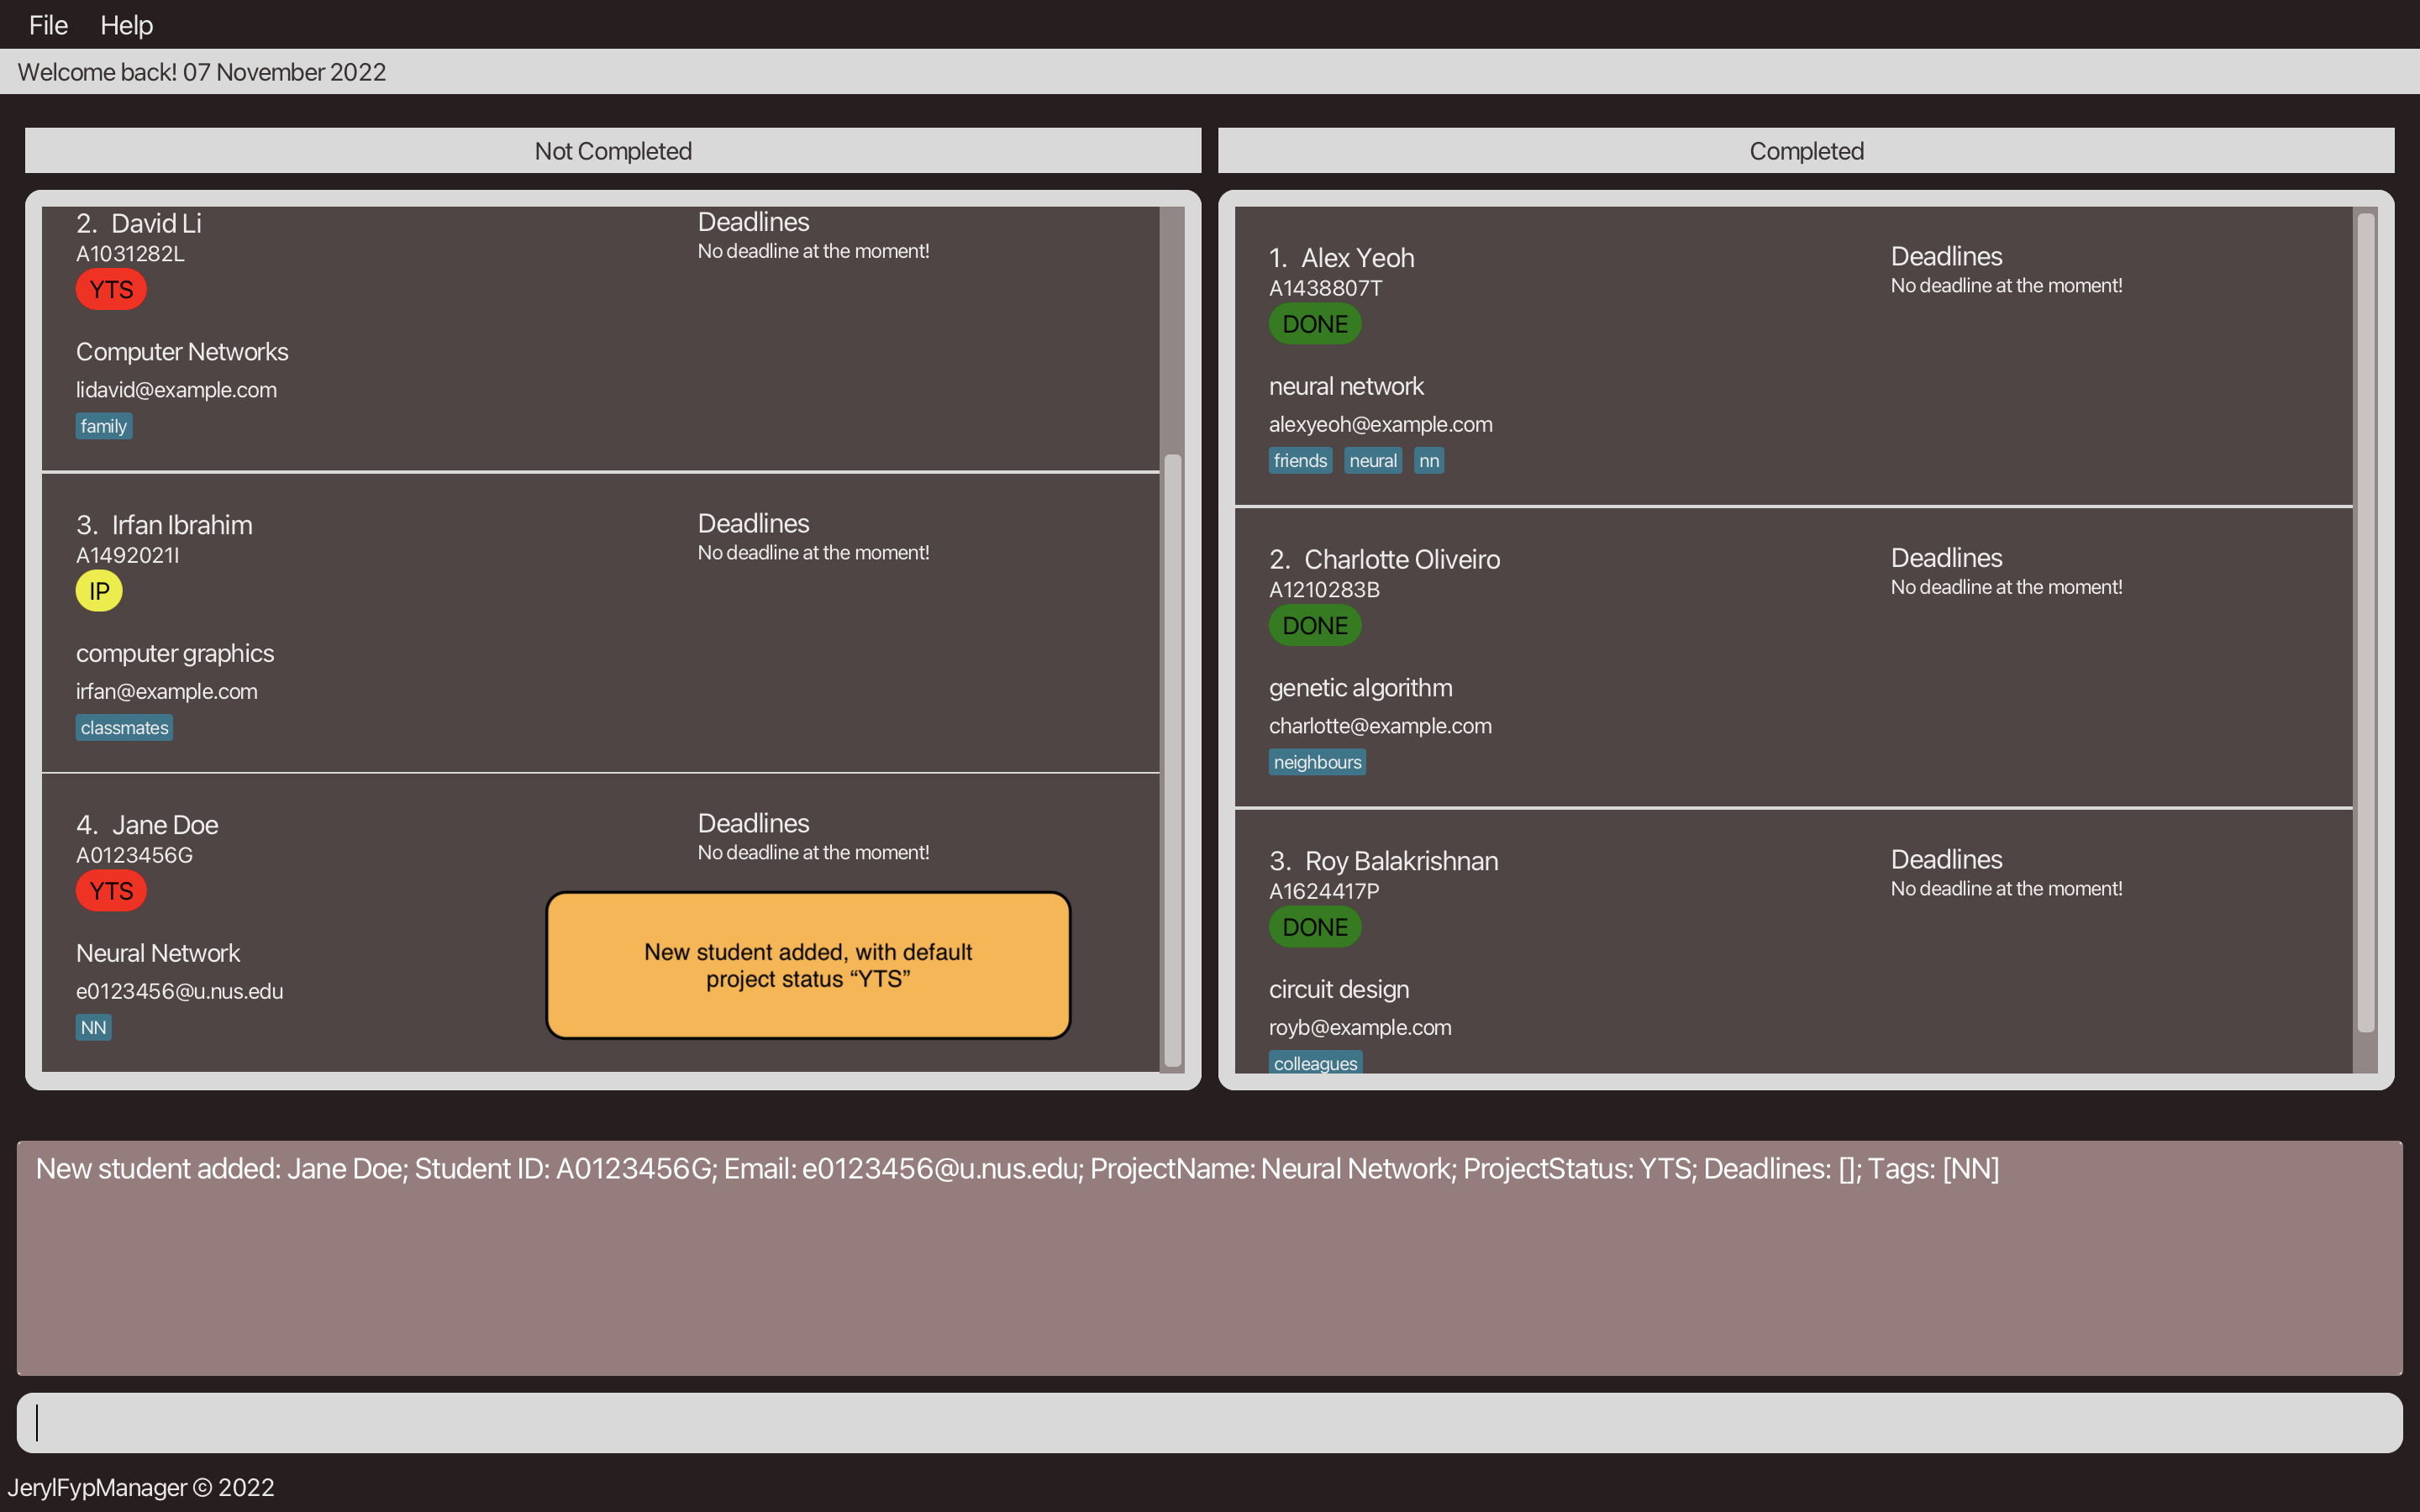 File Help
Welcome back! 07 November 2022
Not Completed
2. David Li
A1031282L
YTS
Computer Networks
lidavid@example.com
family
Deadlines
No deadline at the moment!
3. Irfan Ibrahim
A1492021I
IP
computer graphics
irfan@example.com
classmates
Deadlines
No deadline at the moment!
4. Jane Doe
A0123456G
YTS
Neural Network
e0123456@u.nus.edu
NN
Deadlines
No deadline at the moment!
New student added, with default
project status “YTS”
Completed
1. Alex Yeoh
A1438807T
DONE
neural network
alexyeoh@example.com
friends neural nn
Deadlines
No deadline at the moment!
2. Charlotte Oliveiro
A1210283B
DONE
genetic algorithm
charlotte@example.com
neighbours
Deadlines
No deadline at the moment!
3. Roy Balakrishnan
A1624417P
DONE
circuit design
royb@example.com
colleagues
Deadlines
No deadline at the moment!
New student added: Jane Doe; Student ID: A0123456G; Email: e0123456@u.nus.edu; ProjectName: Neural Network; ProjectStatus: YTS; Deadlines: []; Tags: [NN]
JerylFypManager © 2022